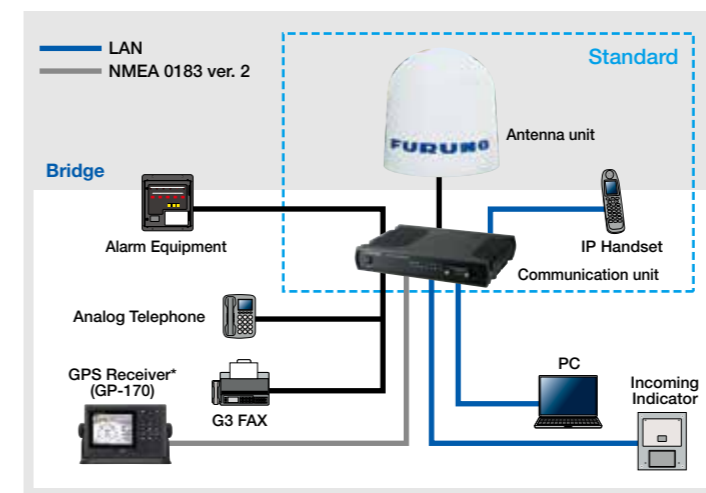 LAN
NMEA 0183 ver. 2
Standard
FURUNO
Antenna unit
Bridge
Alarm Equipment
IP Handset
Communication unit
Analog Telephone
GPS Receiver*
(GP-170)
G3 FAX
PC
Incoming
Indicator